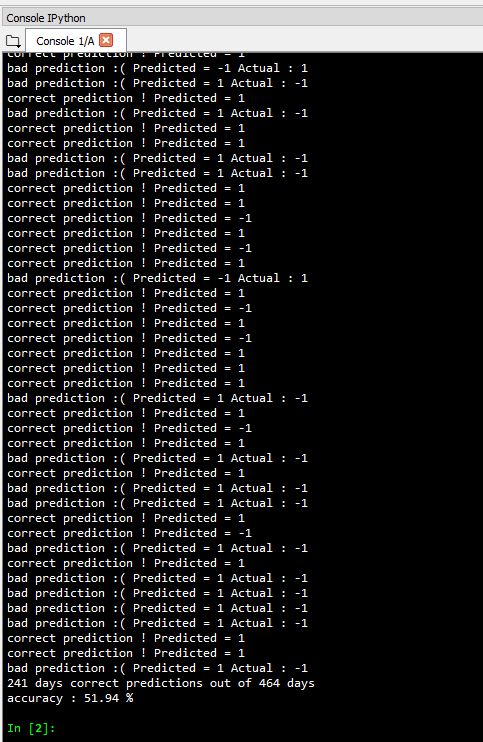 Console IPython
Console 1/A
correct prediction ! Predicted = 1
bad prediction :( Predicted = -1 Actual : 1
bad prediction :( Predicted = 1 Actual : -1
correct prediction ! Predicted = 1
bad prediction :( Predicted = 1 Actual : -1
correct prediction ! Predicted = 1
correct prediction ! Predicted = 1
bad prediction :( Predicted = 1 Actual : -1
bad prediction :( Predicted = 1 Actual : -1
correct prediction ! Predicted = 1
correct prediction ! Predicted = 1
correct prediction ! Predicted = -1
correct prediction ! Predicted = 1
correct prediction ! Predicted = -1
correct prediction ! Predicted = 1
bad prediction :( Predicted = -1 Actual : 1
correct prediction ! Predicted = 1
correct prediction ! Predicted = -1
correct prediction ! Predicted = 1
correct prediction ! Predicted = -1
correct prediction ! Predicted = 1
correct prediction ! Predicted = 1
correct prediction ! Predicted = 1
bad prediction :( Predicted = 1 Actual : -1
correct prediction ! Predicted = 1
correct prediction ! Predicted = -1
correct prediction ! Predicted = 1
bad prediction :( Predicted = 1 Actual : -1
correct prediction ! Predicted = 1
bad prediction :( Predicted = 1 Actual : -1
bad prediction :( Predicted = 1 Actual : -1
correct prediction ! Predicted = 1
correct prediction ! Predicted = -1
bad prediction :( Predicted = 1 Actual : -1
correct prediction ! Predicted = 1
bad prediction :( Predicted = 1 Actual : -1
bad prediction :( Predicted = 1 Actual : -1
bad prediction :( Predicted = 1 Actual : -1
bad prediction :( Predicted = 1 Actual : -1
correct prediction ! Predicted = 1
correct prediction ! Predicted = 1
bad prediction :( Predicted = 1 Actual : -1
241 days correct predictions out of 464 days
accuracy : 51.94 %
In [2]: